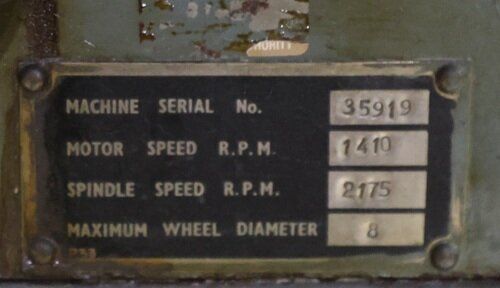 MACHINE SERIAL No. 35919
MOTOR SPEED R.P.M. 1410
SPINDLE SPEED R.P.M. 2175
MAXIMUM WHEEL DIAMETER 8